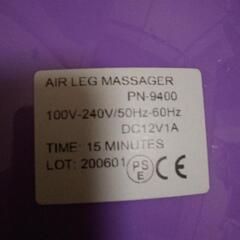 AIR LEG MASSAGER
PN-9400
100V-240V/50Hz-60Hz
DC12V1A
TIME: 15 MINUTES
LOT: 200601
PS
E
CE